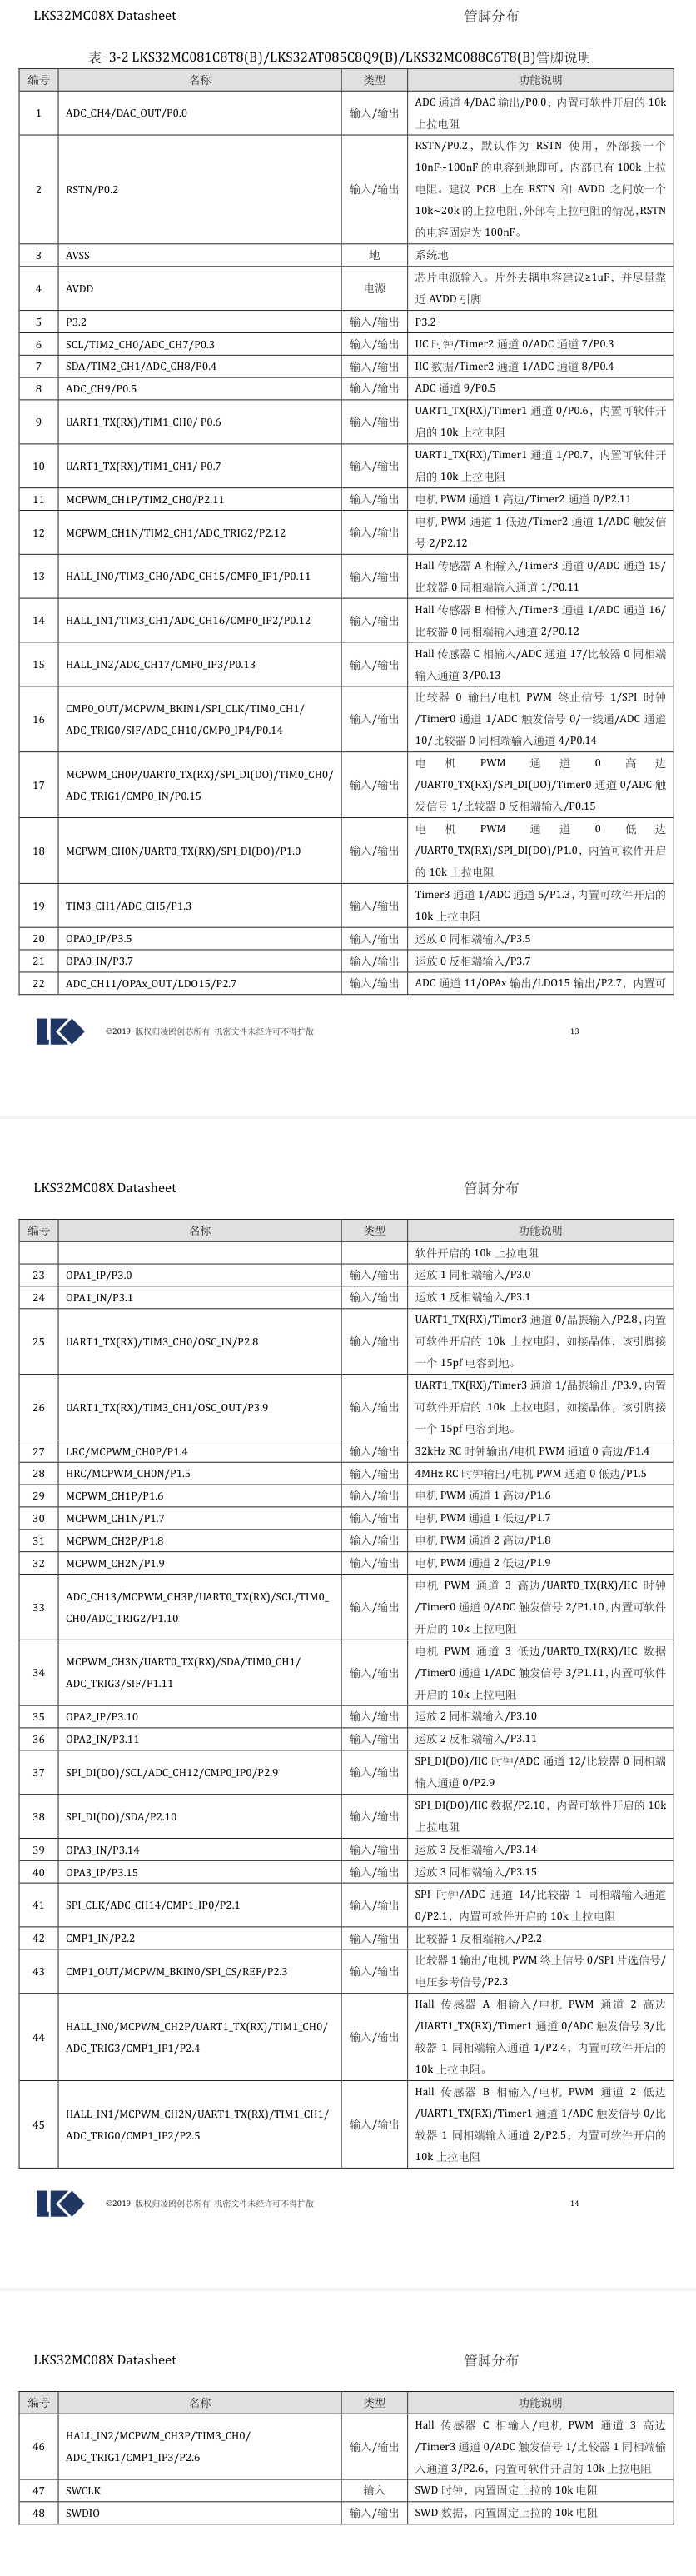 LKS32MC08X Datasheet 管脚分布
表 3-2 LKS32MC081C8T8(B)/LKS32AT085C8Q9(B)/LKS32MC088C6T8(B)管脚说明
编号 名称 类型 功能说明
1 ADC_CH4/DAC_OUT/P0.0 输入/输出 ADC 通道 4/DAC 输出/P0.0，内置可软件开启的 10k
上拉电阻
RSTN/P0.2，默认作为 RSTN 使用，外部接一个
10nF~100nF 的电容到地即可，内部已有 100k 上拉
2 RSTN/P0.2 输入/输出 电阻。建议 PCB 上在 RSTN 和 AVDD 之间放一个
10k~20k 的上拉电阻，外部有上拉电阻的情况，RSTN
的电容固定为 100nF。
3 AVSS 地 系统地
4 AVDD 电源 芯片电源输入。片外去耦电容建议≥1uF，并尽量靠
近 AVDD 引脚
5 P3.2 输入/输出 P3.2
6 SCL/TIM2_CH0/ADC_CH7/P0.3 输入/输出 IIC 时钟/Timer2 通道 0/ADC 通道 7/P0.3
7 SDA/TIM2_CH1/ADC_CH8/P0.4 输入/输出 IIC 数据/Timer2 通道 1/ADC 通道 8/P0.4
8 ADC_CH9/P0.5 输入/输出 ADC 通道 9/P0.5
9 UART1_TX(RX)/TIM1_CH0/ P0.6 输入/输出 UART1_TX(RX)/Timer1 通道 0/P0.6，内置可软件开
启的 10k 上拉电阻
10 UART1_TX(RX)/TIM1_CH1/ P0.7 输入/输出 UART1_TX(RX)/Timer1 通道 1/P0.7，内置可软件开
启的 10k 上拉电阻
11 MCPWM_CH1P/TIM2_CH0/P2.11 输入/输出 电机 PWM 通道 1 高边/Timer2 通道 0/P2.11
12 MCPWM_CH1N/TIM2_CH1/ADC_TRIG2/P2.12 输入/输出 电机 PWM 通道 1 低边/Timer2 通道 1/ADC 触发信
号 2/P2.12
13 HALL_IN0/TIM3_CH0/ADC_CH15/CMP0_IP1/P0.11 输入/输出 Hall 传感器 A 相输入/Timer3 通道 0/ADC 通道 15/
比较器 0 同相端输入通道 1/P0.11
14 HALL_IN1/TIM3_CH1/ADC_CH16/CMP0_IP2/P0.12 输入/输出 Hall 传感器 B 相输入/Timer3 通道 1/ADC 通道 16/
比较器 0 同相端输入通道 2/P0.12
15 HALL_IN2/ADC_CH17/CMP0_IP3/P0.13 输入/输出 Hall 传感器 C 相输入/ADC 通道 17/比较器 0 同相端
输入通道 3/P0.13
16 CMP0_OUT/MCPWM_BKIN1/SPI_CLK/TIM0_CH1/
ADC_TRIG0/SIF/ADC_CH10/CMP0_IP4/P0.14 输入/输出 比较器 0 输出/电机 PWM 终止信号 1/SPI 时钟
/Timer0 通道 1/ADC 触发信号 0/一线通/ADC 通道
10/比较器 0 同相端输入通道 4/P0.14
17 MCPWM_CH0P/UART0_TX(RX)/SPI_DI(DO)/TIM0_CH0/
ADC_TRIG1/CMP0_IN/P0.15 输入/输出 电机 PWM 通道 0 高边
/UART0_TX(RX)/SPI_DI(DO)/Timer0 通道 0/ADC 触
发信号 1/比较器 0 反相端输入/P0.15
18 MCPWM_CH0N/UART0_TX(RX)/SPI_DI(DO)/P1.0 输入/输出 电机 PWM 通道 0 低边
/UART0_TX(RX)/SPI_DI(DO)/P1.0，内置可软件开启
的 10k 上拉电阻
19 TIM3_CH1/ADC_CH5/P1.3 输入/输出 Timer3 通道 1/ADC 通道 5/P1.3，内置可软件开启的
10k 上拉电阻
20 OPA0_IP/P3.5 输入/输出 运放 0 同相端输入/P3.5
21 OPA0_IN/P3.7 输入/输出 运放 0 反相端输入/P3.7
22 ADC_CH11/OPAx_OUT/LDO15/P2.7 输入/输出 ADC 通道 11/OPAx 输出/LDO15 输出/P2.7，内置可
©2019 版权归凌鸥创芯所有 机密文件未经许可不得扩散 13
LKS32MC08X Datasheet 管脚分布
编号 名称 类型 功能说明
软件开启的 10k 上拉电阻
23 OPA1_IP/P3.0 输入/输出 运放 1 同相端输入/P3.0
24 OPA1_IN/P3.1 输入/输出 运放 1 反相端输入/P3.1
25 UART1_TX(RX)/TIM3_CH0/OSC_IN/P2.8 输入/输出 UART1_TX(RX)/Timer3 通道 0/晶振输入/P2.8，内置
可软件开启的 10k 上拉电阻，如接晶体，该引脚接
一个 15pf 电容到地。
26 UART1_TX(RX)/TIM3_CH1/OSC_OUT/P3.9 输入/输出 UART1_TX(RX)/Timer3 通道 1/晶振输出/P3.9，内置
可软件开启的 10k 上拉电阻，如接晶体，该引脚接
一个 15pf 电容到地。
27 LRC/MCPWM_CH0P/P1.4 输入/输出 32kHz RC 时钟输出/电机 PWM 通道 0 高边/P1.4
28 HRC/MCPWM_CH0N/P1.5 输入/输出 4MHz RC 时钟输出/电机 PWM 通道 0 低边/P1.5
29 MCPWM_CH1P/P1.6 输入/输出 电机 PWM 通道 1 高边/P1.6
30 MCPWM_CH1N/P1.7 输入/输出 电机 PWM 通道 1 低边/P1.7
31 MCPWM_CH2P/P1.8 输入/输出 电机 PWM 通道 2 高边/P1.8
32 MCPWM_CH2N/P1.9 输入/输出 电机 PWM 通道 2 低边/P1.9
33 ADC_CH13/MCPWM_CH3P/UART0_TX(RX)/SCL/TIM0_
CH0/ADC_TRIG2/P1.10 输入/输出 电机 PWM 通道 3 高边/UART0_TX(RX)/IIC 时钟
/Timer0 通道 0/ADC 触发信号 2/P1.10，内置可软件
开启的 10k 上拉电阻
34 MCPWM_CH3N/UART0_TX(RX)/SDA/TIM0_CH1/
ADC_TRIG3/SIF/P1.11 输入/输出 电机 PWM 通道 3 低边/UART0_TX(RX)/IIC 数据
/Timer0 通道 1/ADC 触发信号 3/P1.11，内置可软件
开启的 10k 上拉电阻
35 OPA2_IP/P3.10 输入/输出 运放 2 同相端输入/P3.10
36 OPA2_IN/P3.11 输入/输出 运放 2 反相端输入/P3.11
37 SPI_DI(DO)/SCL/ADC_CH12/CMP0_IP0/P2.9 输入/输出 SPI_DI(DO)/IIC 时钟/ADC 通道 12/比较器 0 同相端
输入通道 0/P2.9
38 SPI_DI(DO)/SDA/P2.10 输入/输出 SPI_DI(DO)/IIC 数据/P2.10，内置可软件开启的 10k
上拉电阻
39 OPA3_IN/P3.14 输入/输出 运放 3 反相端输入/P3.14
40 OPA3_IP/P3.15 输入/输出 运放 3 同相端输入/P3.15
41 SPI_CLK/ADC_CH14/CMP1_IP0/P2.1 输入/输出 SPI 时钟/ADC 通道 14/比较器 1 同相端输入通道
0/P2.1，内置可软件开启的 10k 上拉电阻
42 CMP1_IN/P2.2 输入/输出 比较器 1 反相端输入/P2.2
43 CMP1_OUT/MCPWM_BKIN0/SPI_CS/REF/P2.3 输入/输出 比较器 1 输出/电机 PWM 终止信号 0/SPI 片选信号/
电压参考信号/P2.3
44 HALL_IN0/MCPWM_CH2P/UART1_TX(RX)/TIM1_CH0/
ADC_TRIG3/CMP1_IP1/P2.4 输入/输出 Hall 传感器 A 相输入/电机 PWM 通道 2 高边
/UART1_TX(RX)/Timer1 通道 0/ADC 触发信号 3/比
较器 1 同相端输入通道 1/P2.4，内置可软件开启的
10k 上拉电阻。
45 HALL_IN1/MCPWM_CH2N/UART1_TX(RX)/TIM1_CH1/
ADC_TRIG0/CMP1_IP2/P2.5 输入/输出 Hall 传感器 B 相输入/电机 PWM 通道 2 低边
/UART1_TX(RX)/Timer1 通道 1/ADC 触发信号 0/比
较器 1 同相端输入通道 2/P2.5，内置可软件开启的
10k 上拉电阻
©2019 版权归凌鸥创芯所有 机密文件未经许可不得扩散 14
LKS32MC08X Datasheet 管脚分布
编号 名称 类型 功能说明
46 HALL_IN2/MCPWM_CH3P/TIM3_CH0/
ADC_TRIG1/CMP1_IP3/P2.6 输入/输出 Hall 传感器 C 相输入/电机 PWM 通道 3 高边
/Timer3 通道 0/ADC 触发信号 1/比较器 1 同相端输
入通道 3/P2.6，内置可软件开启的 10k 上拉电阻
47 SWCLK 输入 SWD 时钟，内置固定上拉的 10k 电阻
48 SWDIO 输入/输出 SWD 数据，内置固定上拉的 10k 电阻